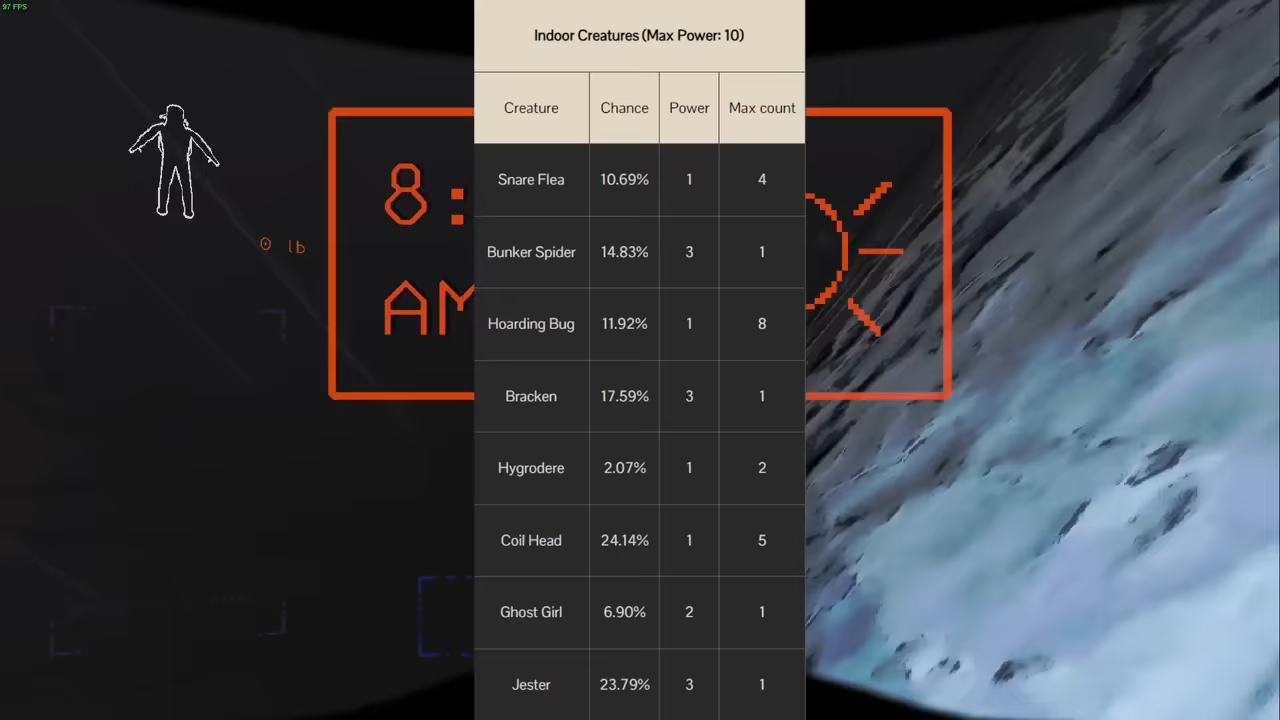 97 FPS
Indoor Creatures (Max Power: 10)
Creature Chance Power Max count
Snare Flea 10.69% 1 4
8:
Bunker Spider 14.83% 3 1
0 lb
AM
Hoarding Bug 11.92% 1 8
Bracken 17.59% 3 1
Hygrodere 2.07% 1 2
Coil Head 24.14% 1 5
Ghost Girl 6.90% 2 1
Jester 23.79% 3 1